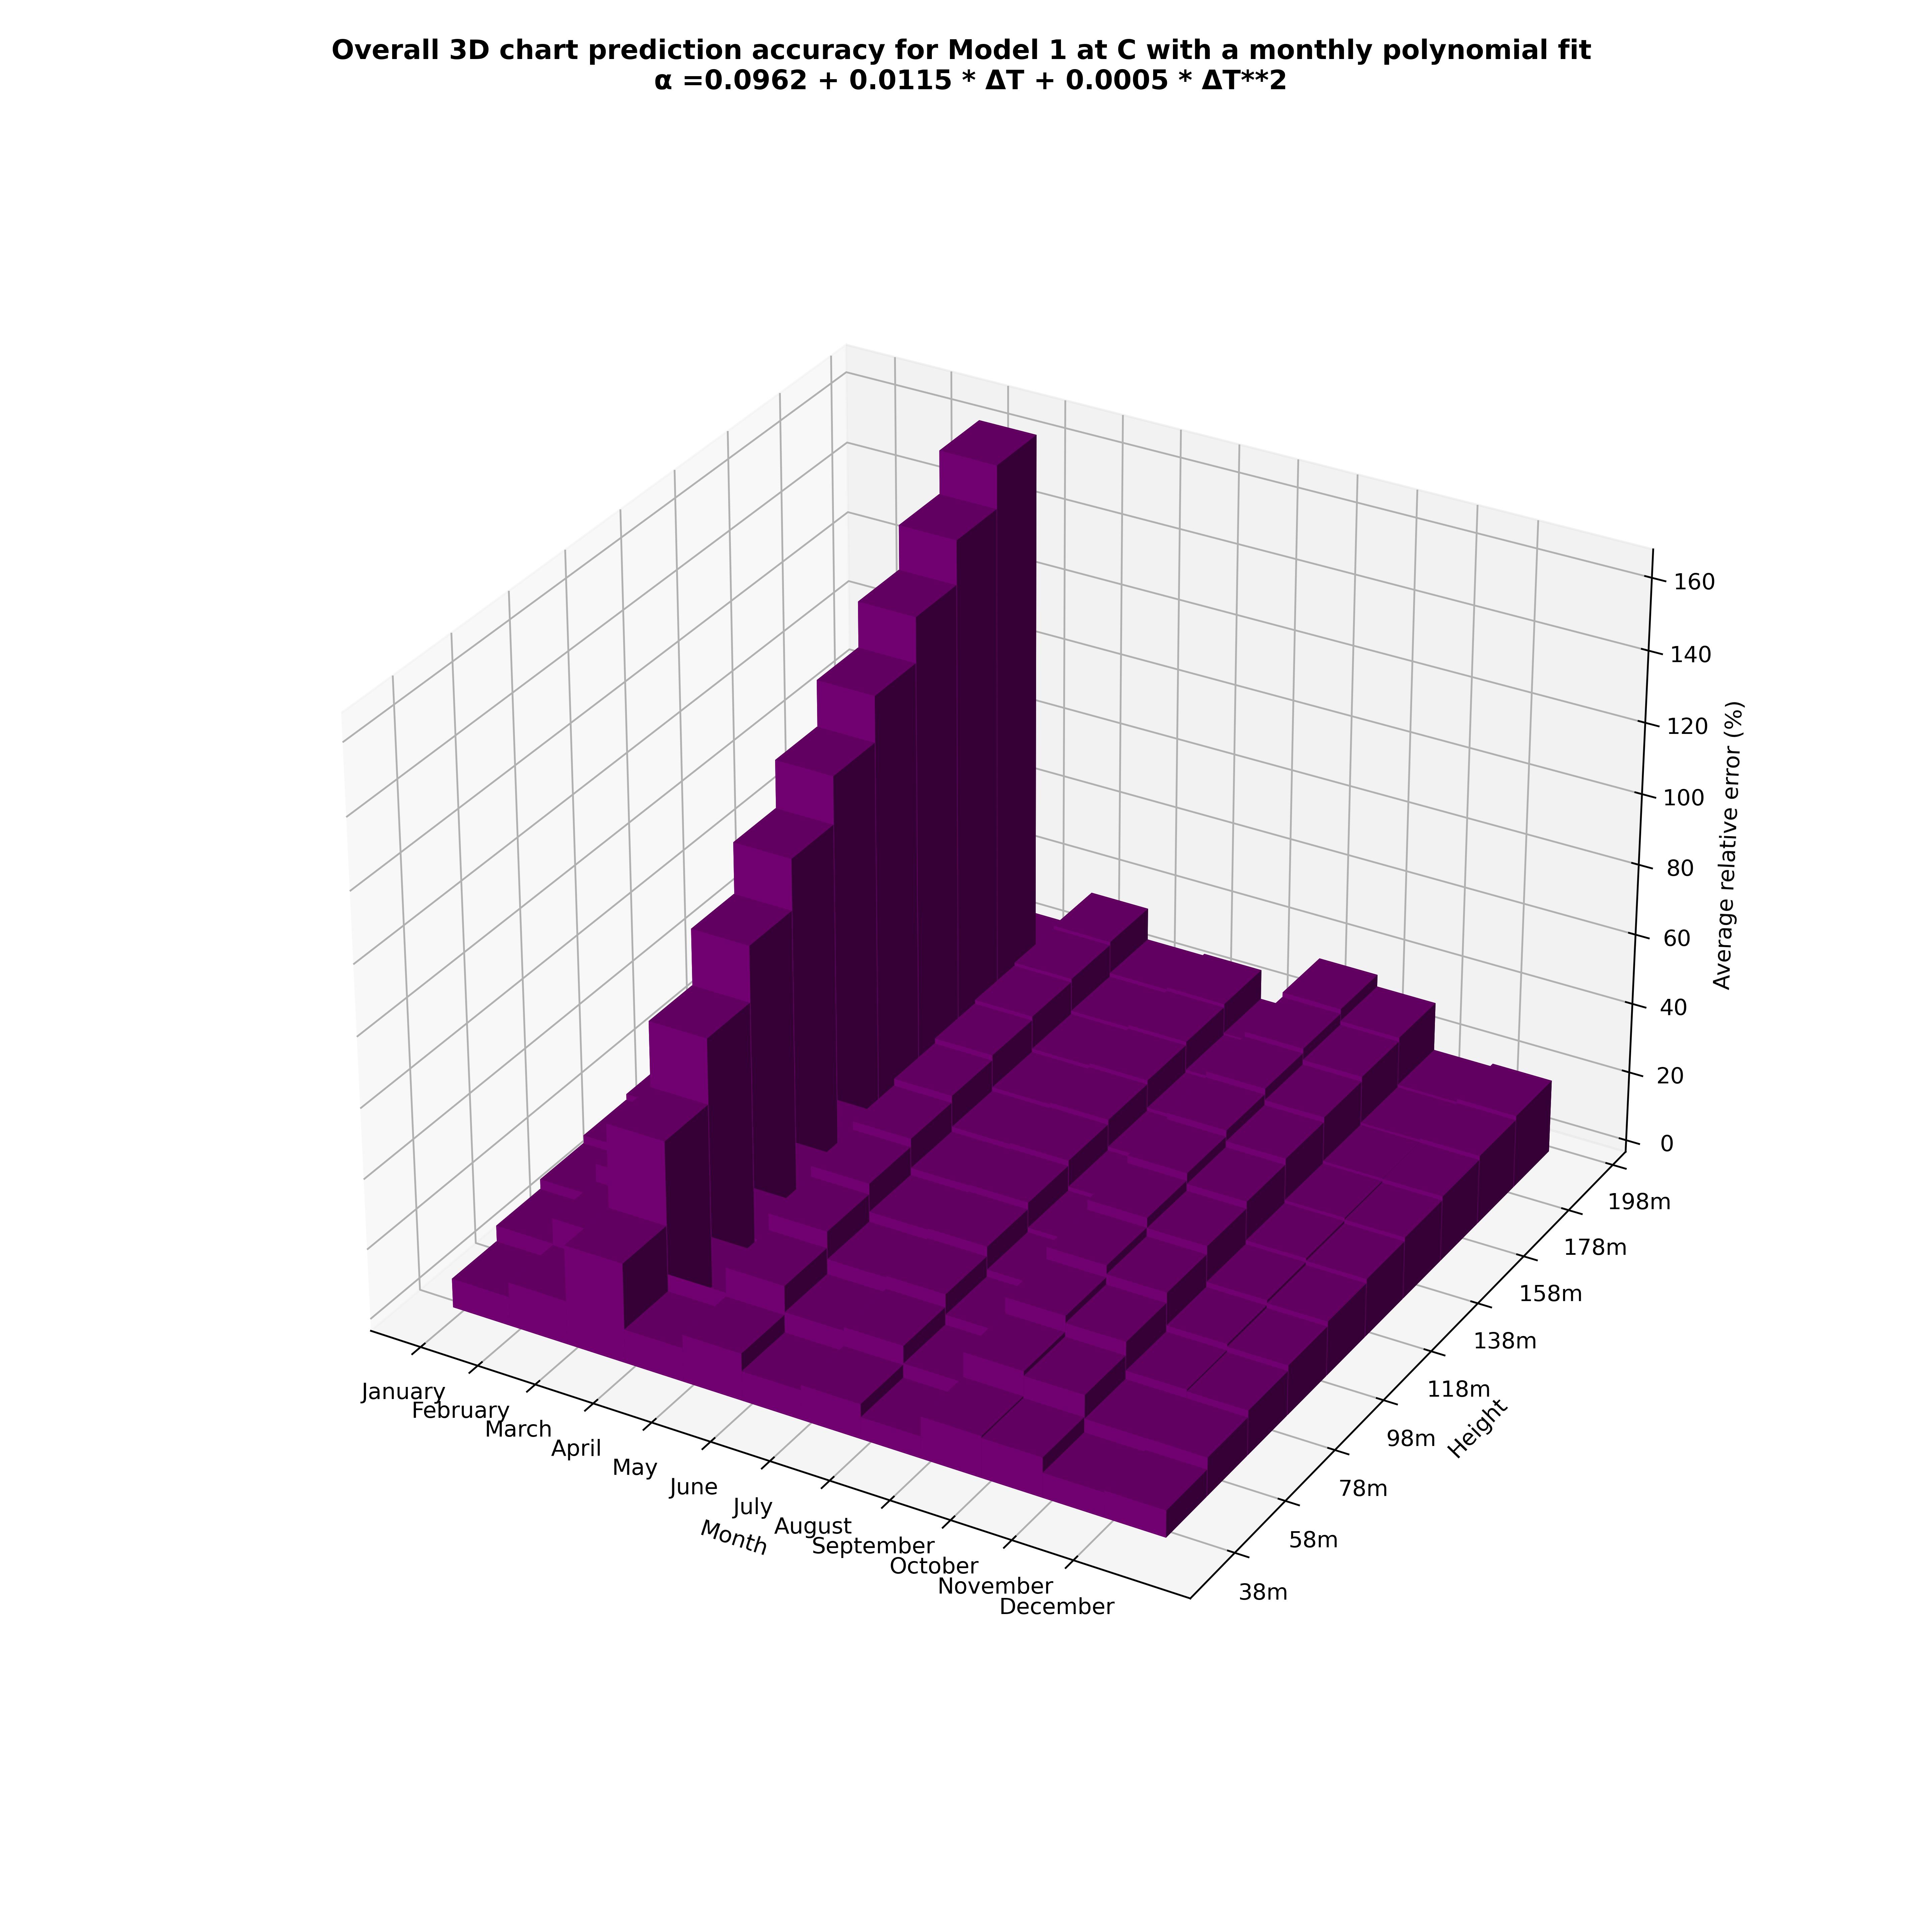 Overall 3D chart prediction accuracy for Model 1 at C with a monthly polynomial fit
α =0.0962 + 0.0115 * ΔT + 0.0005 * ΔT**2
160
140
120
100
80
60
40
20
0
Average relative error (%)
198m
178m
158m
138m
118m
98m
78m
58m
38m
Height
January
February
March
April
May
June
July
August
September
October
November
December
Month